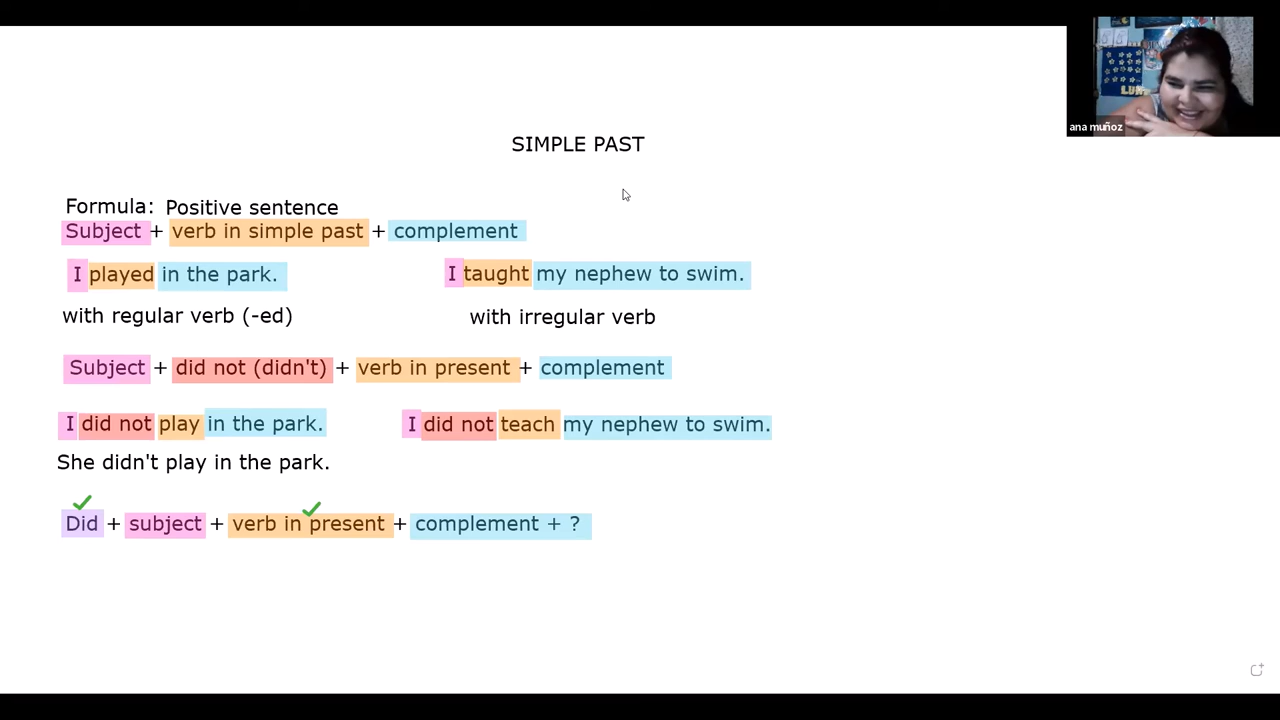 ana muñoz
SIMPLE PAST
Formula: Positive sentence
Subject + verb in simple past + complement
I played in the park. I taught my nephew to swim.
with regular verb (-ed) with irregular verb
Subject + did not (didn't) + verb in present + complement
I did not play in the park. I did not teach my nephew to swim.
She didn't play in the park.
Did + subject + verb in present + complement + ?